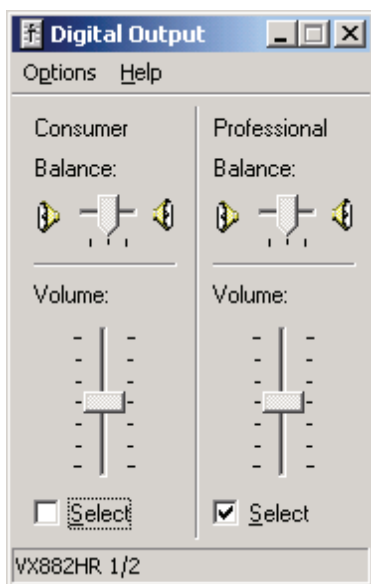 Digital Output
Options Help
Consumer
Balance:
Volume:
Select
Professional
Balance:
Volume:
Select
VX882HR 1/2